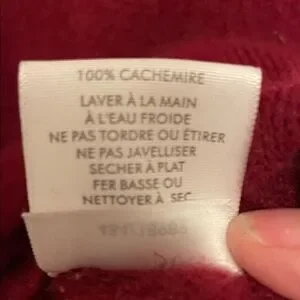 100% CACHEMIRE
LAVER À LA MAIN
À L'EAU FROIDE
NE PAS TORDRE OU ÉTIRER
NE PAS JAVELLISER
SECHER À PLAT
FER BASSE OU
NETTOYER À SEC